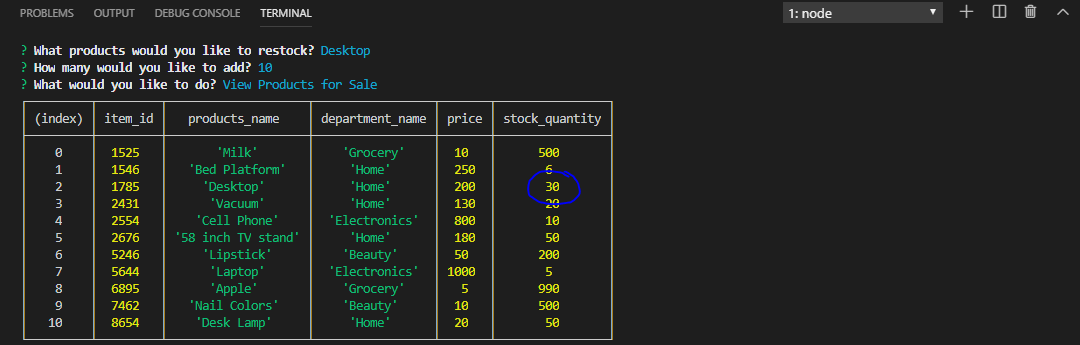 PROBLEMS OUTPUT DEBUG CONSOLE TERMINAL 1: node
? What products would you like to restock? Desktop
? How many would you like to add? 10
? What would you like to do? View Products for Sale
(index) item_id products_name department_name price stock_quantity
0 1525 'Milk' 'Grocery' 10 500
1 1546 'Bed Platform' 'Home' 250 6
2 1785 'Desktop' 'Home' 200 30
3 2431 'Vacuum' 'Home' 130 20
4 2554 'Cell Phone' 'Electronics' 800 10
5 2676 '58 inch TV stand' 'Home' 180 50
6 5246 'Lipstick' 'Beauty' 50 200
7 5644 'Laptop' 'Electronics' 1000 5
8 6895 'Apple' 'Grocery' 5 990
9 7462 'Nail Colors' 'Beauty' 10 500
10 8654 'Desk Lamp' 'Home' 20 50